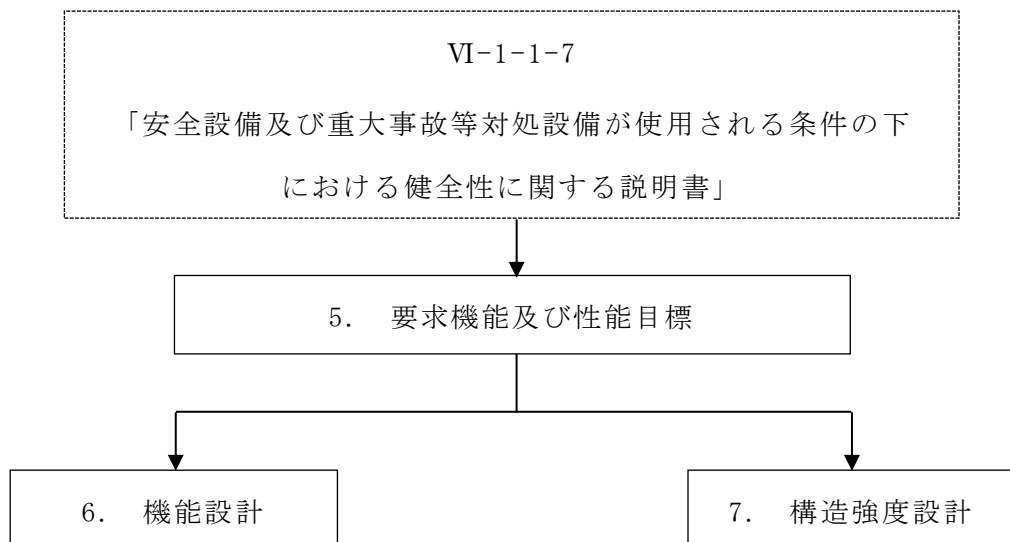 Ⅵ-1-1-7
「安全設備及び重大事故等対処設備が使用される条件の下
における健全性に関する説明書」
5. 要求機能及び性能目標
6. 機能設計
7. 構造強度設計